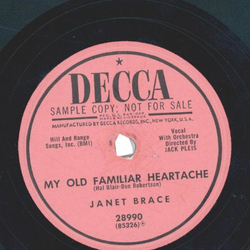 DECCA
SAMPLE COPY: NOT FOR SALE
MANUFACTURED BY DECCA RECORDS, INC., NEW YORK, U.S.A.
Hill And Range
Songs, Inc. (BMI)
Vocal
With Orchestra
Directed By
JACK PLEIS
MY OLD FAMILIAR HEARTACHE
(Hal Blair-Don Robertson)
JANET BRACE
28990
(85326)